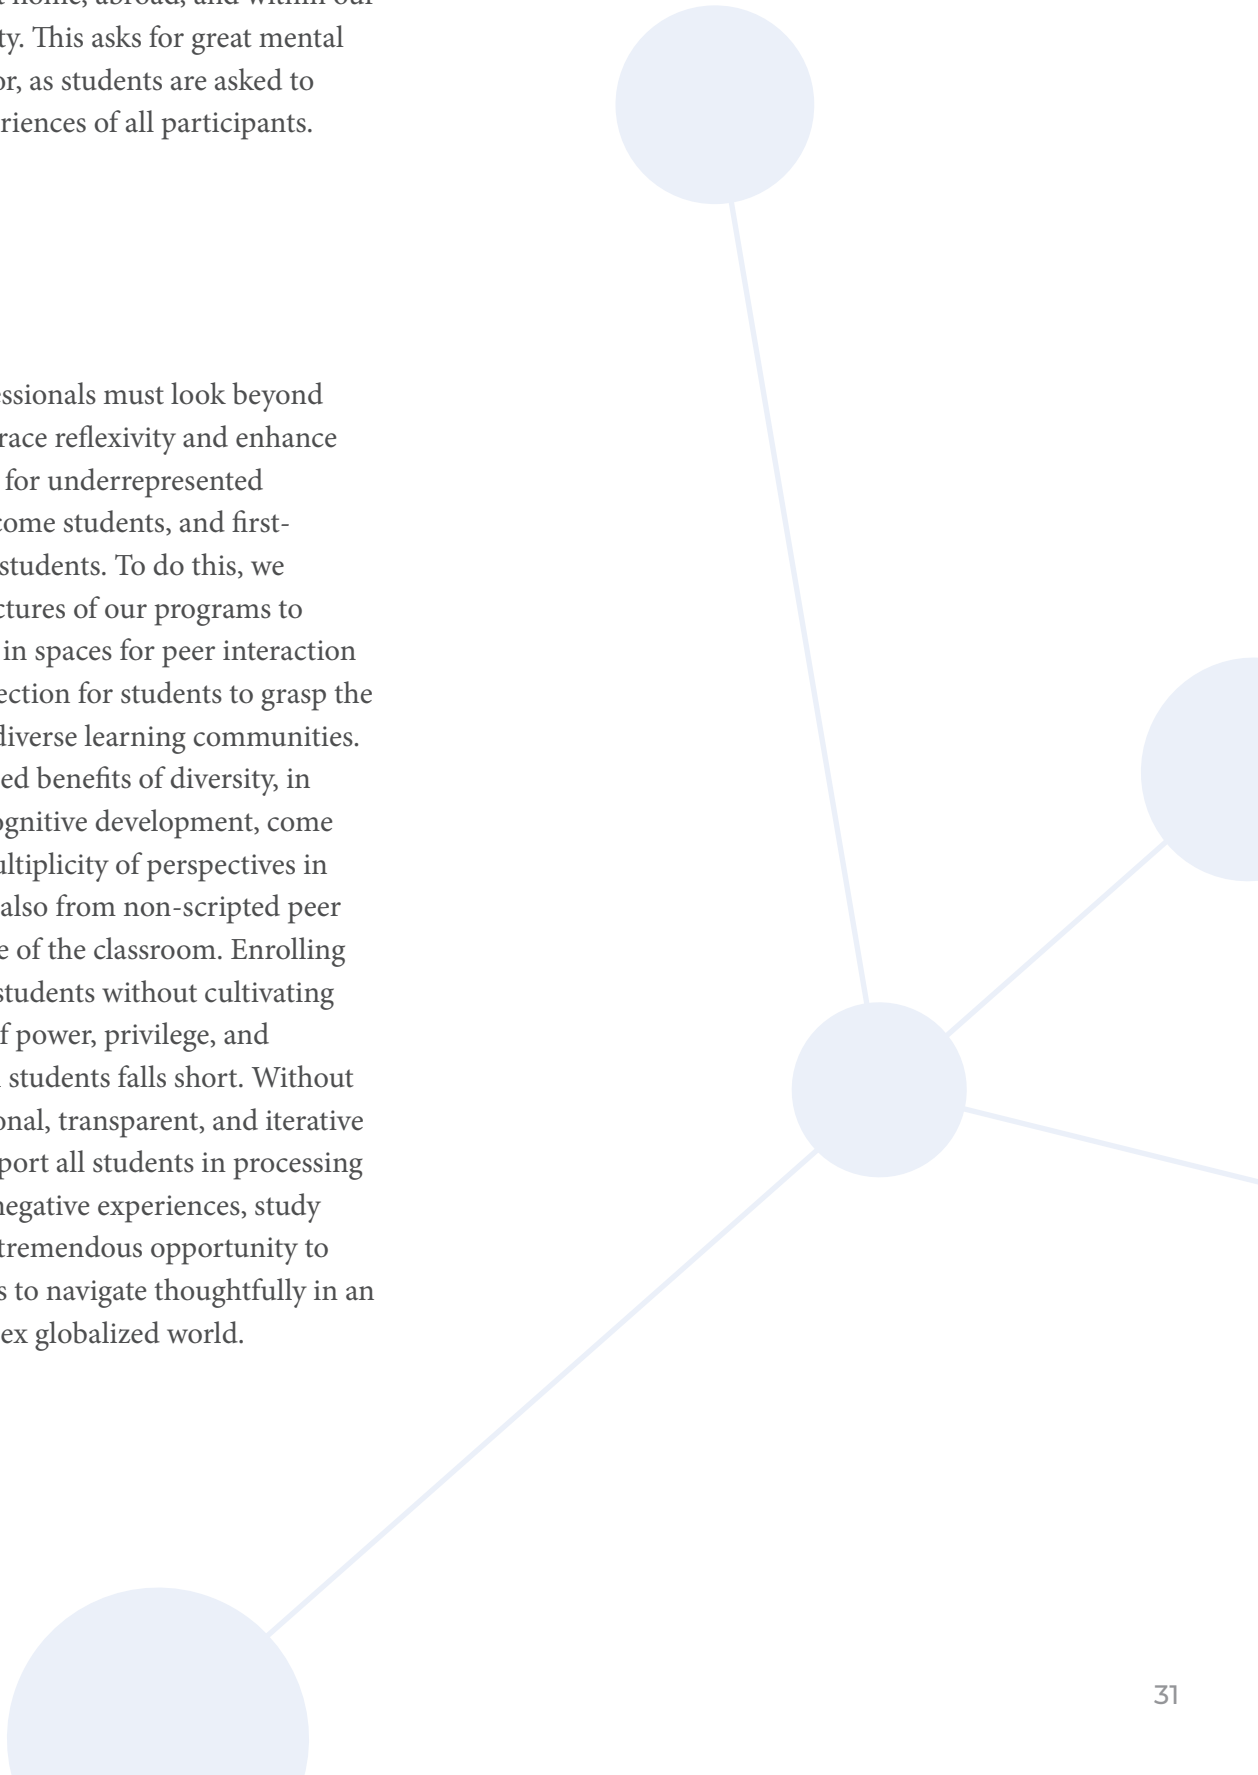 home, abroad, and within our
ty. This asks for great mental
or, as students are asked to
riences of all participants.
essionals must look beyond
race reflexivity and enhance
for underrepresented
come students, and first-
students. To do this, we
ctures of our programs to
in spaces for peer interaction
ection for students to grasp the
diverse learning communities.
ed benefits of diversity, in
ognitive development, come
ultiplicity of perspectives in
also from non-scripted peer
e of the classroom. Enrolling
students without cultivating
f power, privilege, and
students falls short. Without
onal, transparent, and iterative
port all students in processing
negative experiences, study
tremendous opportunity to
s to navigate thoughtfully in an
ex globalized world.
31